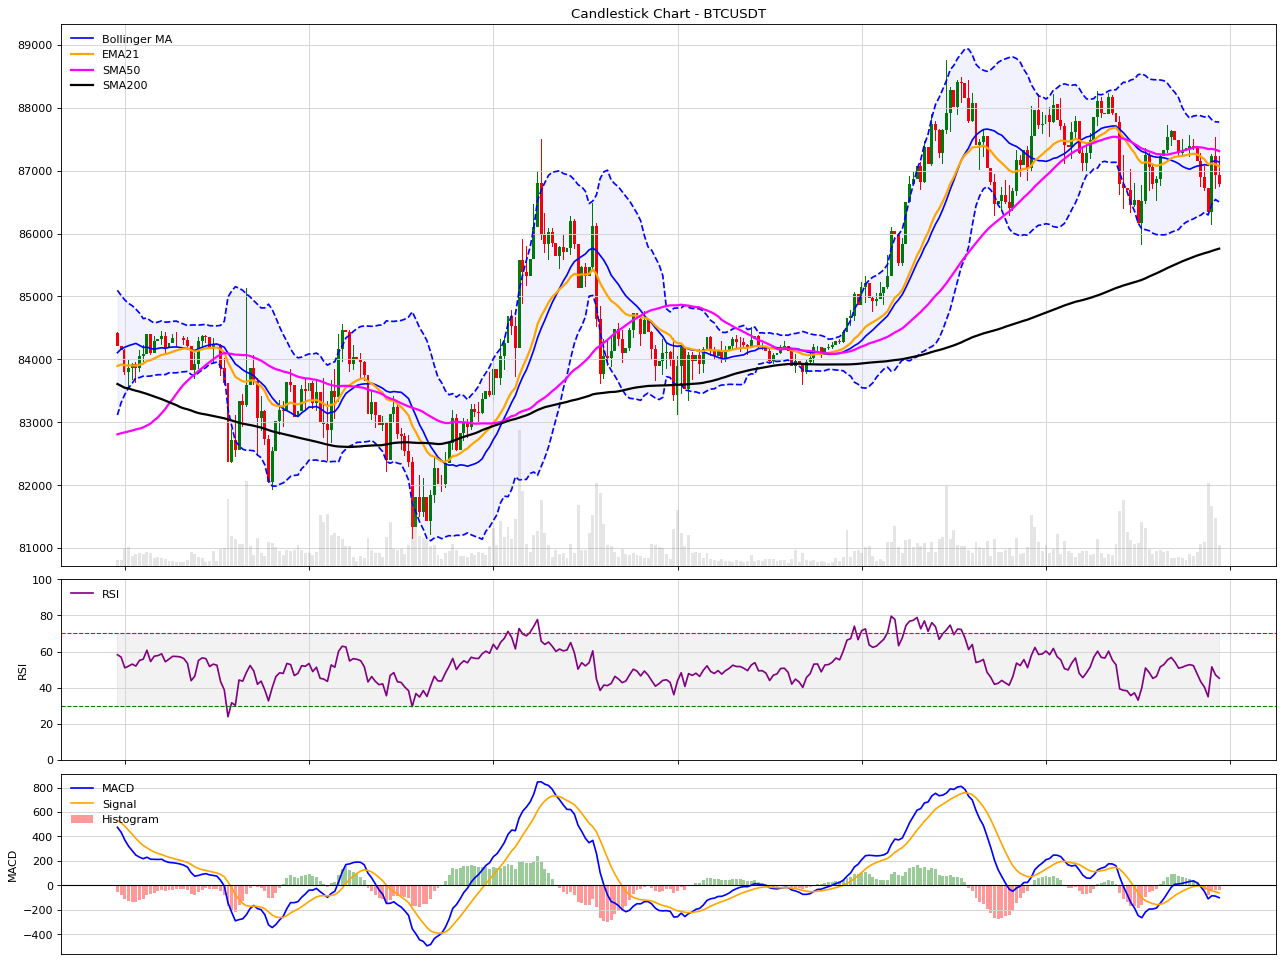 Candlestick Chart - BTCUSDT
Bollinger MA
EMA21
SMA50
SMA200
89000
88000
87000
86000
85000
84000
83000
82000
81000
RSI
RSI
100
80
60
40
20
0
MACD
Signal
Histogram
MACD
800
600
400
200
0
−200
−400